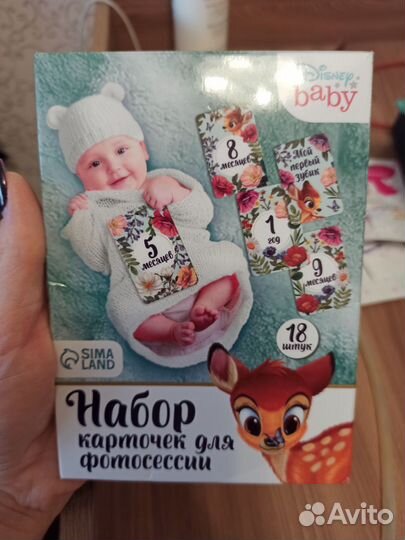 Disney
baby
8
месяцев
Мой
первый
зубик
5
месяцев
1
год
9
месяцев
18
штук
SIMA
LAND
Набор
карточек для
фотосессии
Avito